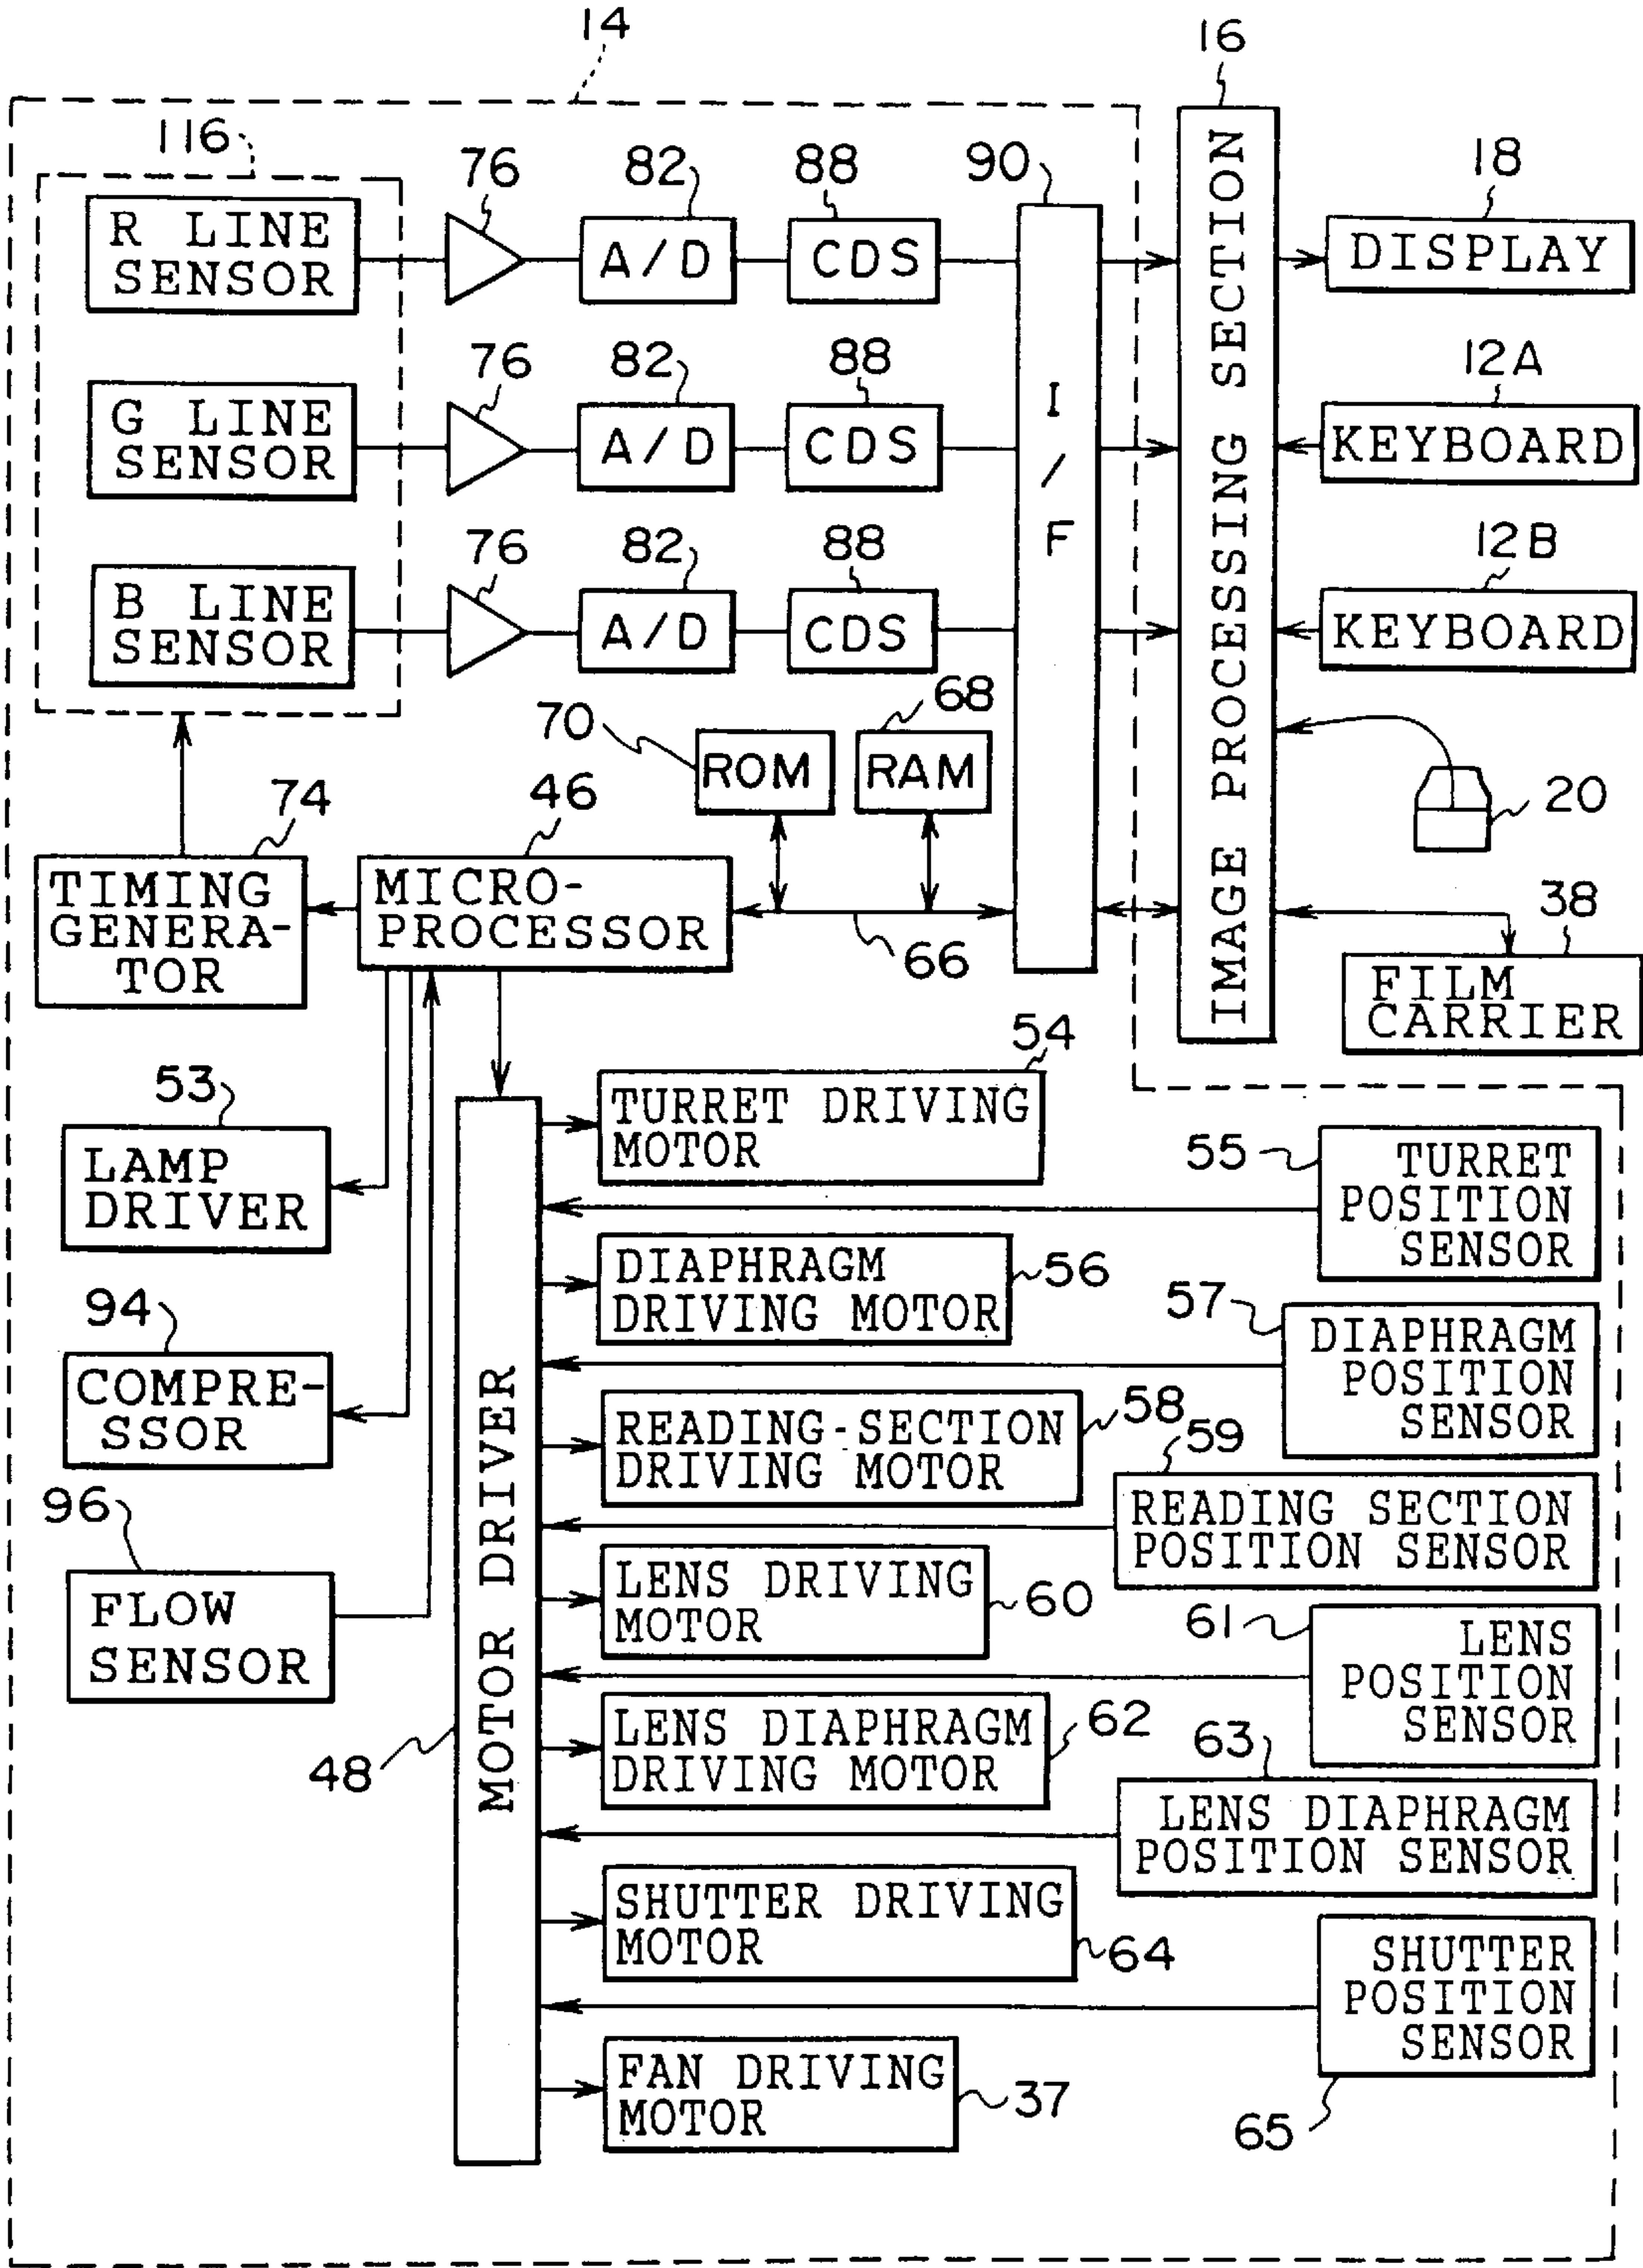 14
16
116
76
82
88
90
18
R LINE
SENSOR
A/D
CDS
DISPLAY
76
82
88
12A
G LINE
SENSOR
A/D
CDS
I/F
KEYBOARD
76
82
88
12B
B LINE
SENSOR
A/D
CDS
KEYBOARD
IMAGE PROCESSING SECTION
70
68
ROM
RAM
20
74
46
TIMING
GENERA-
TOR
MICRO-
PROCESSOR
66
38
FILM
CARRIER
54
53
TURRET DRIVING
MOTOR
55
TURRET
POSITION
SENSOR
LAMP
DRIVER
DIAPHRAGM
DRIVING MOTOR
56
94
57
DIAPHRAGM
POSITION
SENSOR
COMPRE-
SSOR
READING-SECTION
DRIVING MOTOR
58
59
READING SECTION
POSITION SENSOR
96
FLOW
SENSOR
LENS DRIVING
MOTOR
60
61
LENS
POSITION
SENSOR
MOTOR DRIVER
48
LENS DIAPHRAGM
DRIVING MOTOR
62
63
LENS DIAPHRAGM
POSITION SENSOR
SHUTTER DRIVING
MOTOR
64
SHUTTER
POSITION
SENSOR
65
FAN DRIVING
MOTOR
37